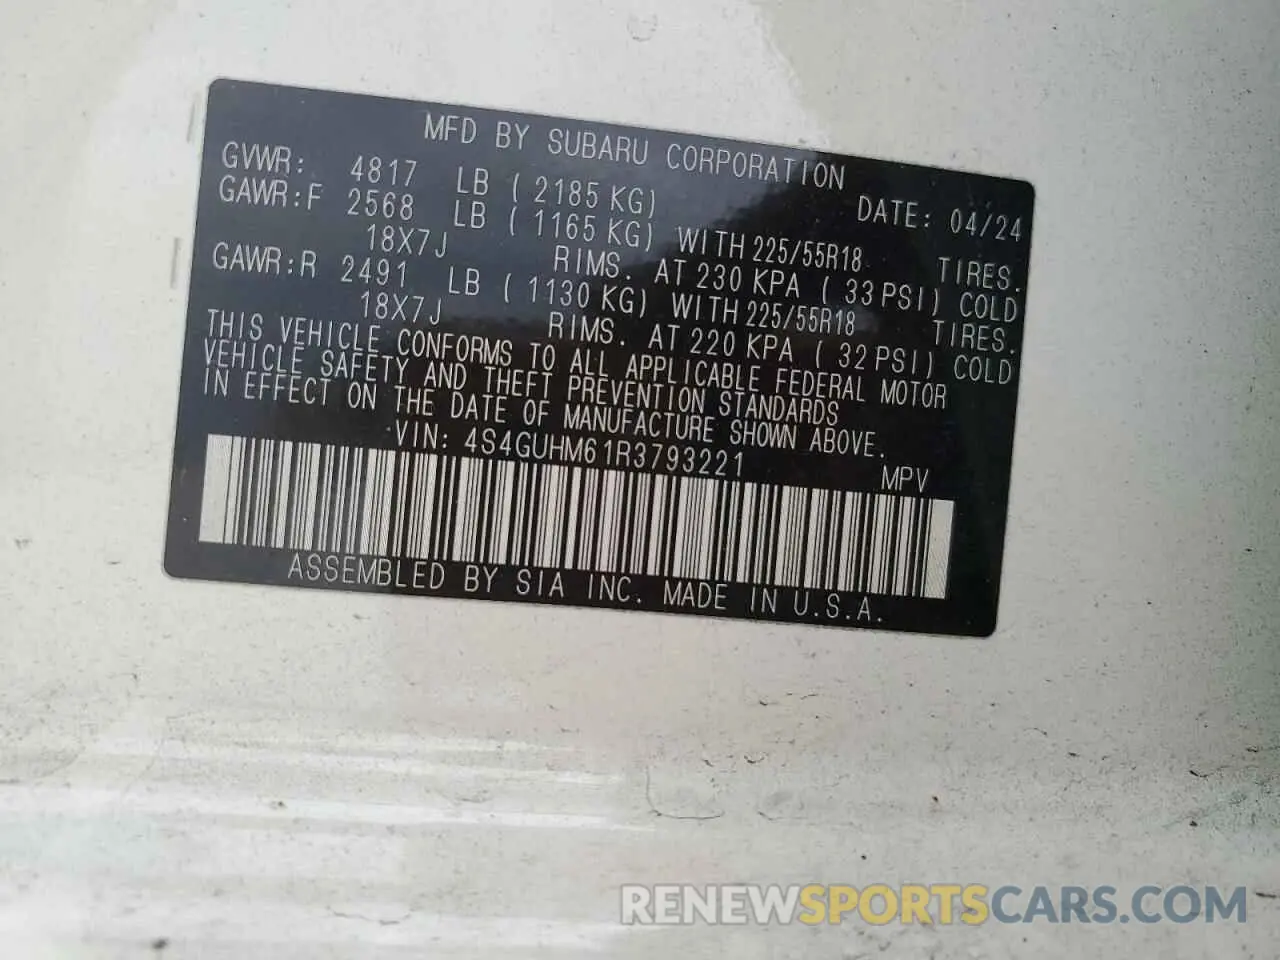 MFD BY SUBARU CORPORATION
DATE: 04/24
GVWR: 4817 LB ( 2185 KG)
GAWR:F 2568 LB ( 1165 KG) WITH 225/55R18 TIRES.
18X7J RIMS. AT 230 KPA ( 33 PSI) COLD
GAWR:R 2491 LB ( 1130 KG) WITH 225/55R18 TIRES.
18X7J RIMS. AT 220 KPA ( 32 PSI) COLD
THIS VEHICLE CONFORMS TO ALL APPLICABLE FEDERAL MOTOR
VEHICLE SAFETY AND THEFT PREVENTION STANDARDS
IN EFFECT ON THE DATE OF MANUFACTURE SHOWN ABOVE.
VIN: 4S4GUHM61R3793221 MPV
ASSEMBLED BY SIA INC. MADE IN U.S.A.
RENEWSPORTSCARS.COM